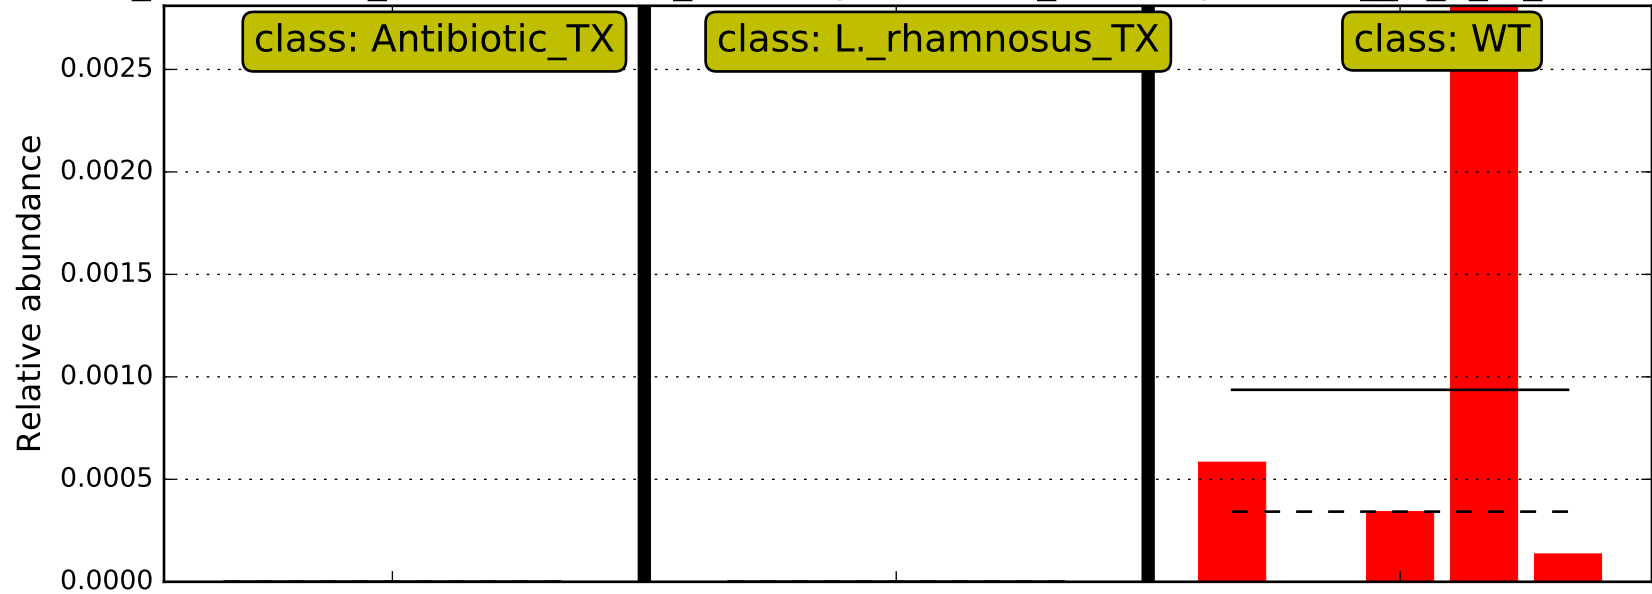 class: Antibiotic_TX
class: L._rhamnosus_TX
class: WT
0.0025
0.0020
0.0015
0.0010
0.0005
0.0000
Relative abundance